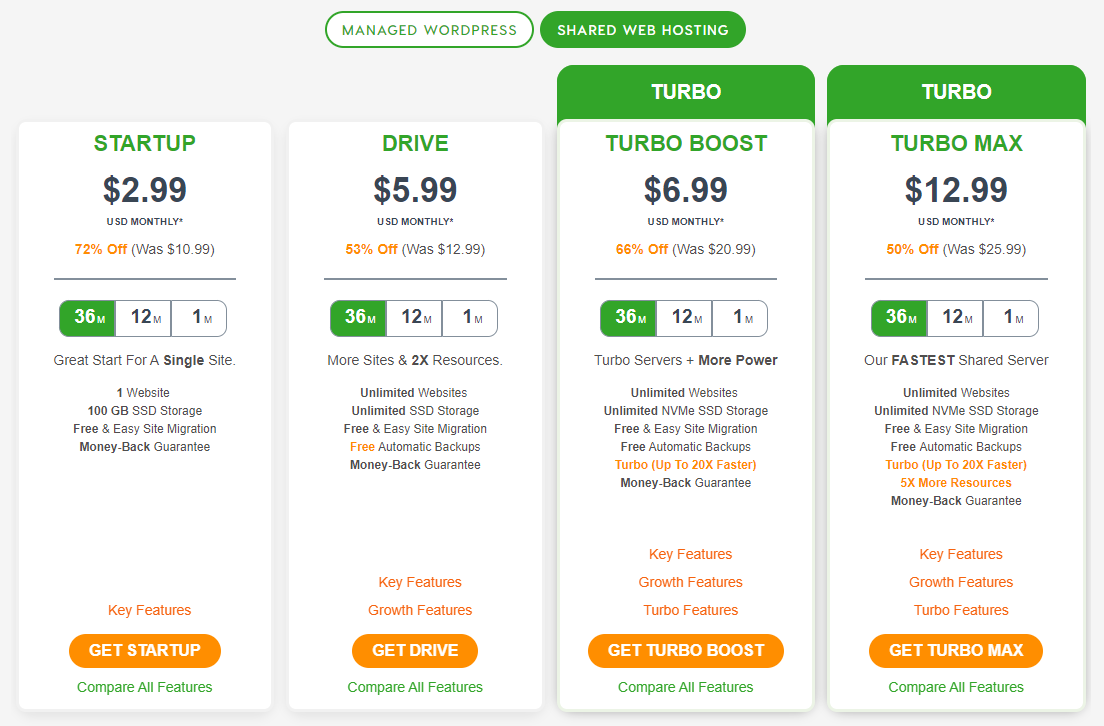 MANAGED WORDPRESS
SHARED WEB HOSTING
STARTUP
$2.99
USD MONTHLY*
72% Off (Was $10.99)
36M 12M 1M
Great Start For A Single Site.
1 Website
100 GB SSD Storage
Free & Easy Site Migration
Money-Back Guarantee
Key Features
GET STARTUP
Compare All Features
DRIVE
$5.99
USD MONTHLY*
53% Off (Was $12.99)
36M 12M 1M
More Sites & 2X Resources.
Unlimited Websites
Unlimited SSD Storage
Free & Easy Site Migration
Free Automatic Backups
Money-Back Guarantee
Key Features
Growth Features
GET DRIVE
Compare All Features
TURBO
TURBO BOOST
$6.99
USD MONTHLY*
66% Off (Was $20.99)
36M 12M 1M
Turbo Servers + More Power
Unlimited Websites
Unlimited NVMe SSD Storage
Free & Easy Site Migration
Free Automatic Backups
Turbo (Up To 20X Faster)
Money-Back Guarantee
Key Features
Growth Features
Turbo Features
GET TURBO BOOST
Compare All Features
TURBO
TURBO MAX
$12.99
USD MONTHLY*
50% Off (Was $25.99)
36M 12M 1M
Our FASTEST Shared Server
Unlimited Websites
Unlimited NVMe SSD Storage
Free & Easy Site Migration
Free Automatic Backups
Turbo (Up To 20X Faster)
5X More Resources
Money-Back Guarantee
Key Features
Growth Features
Turbo Features
GET TURBO MAX
Compare All Features